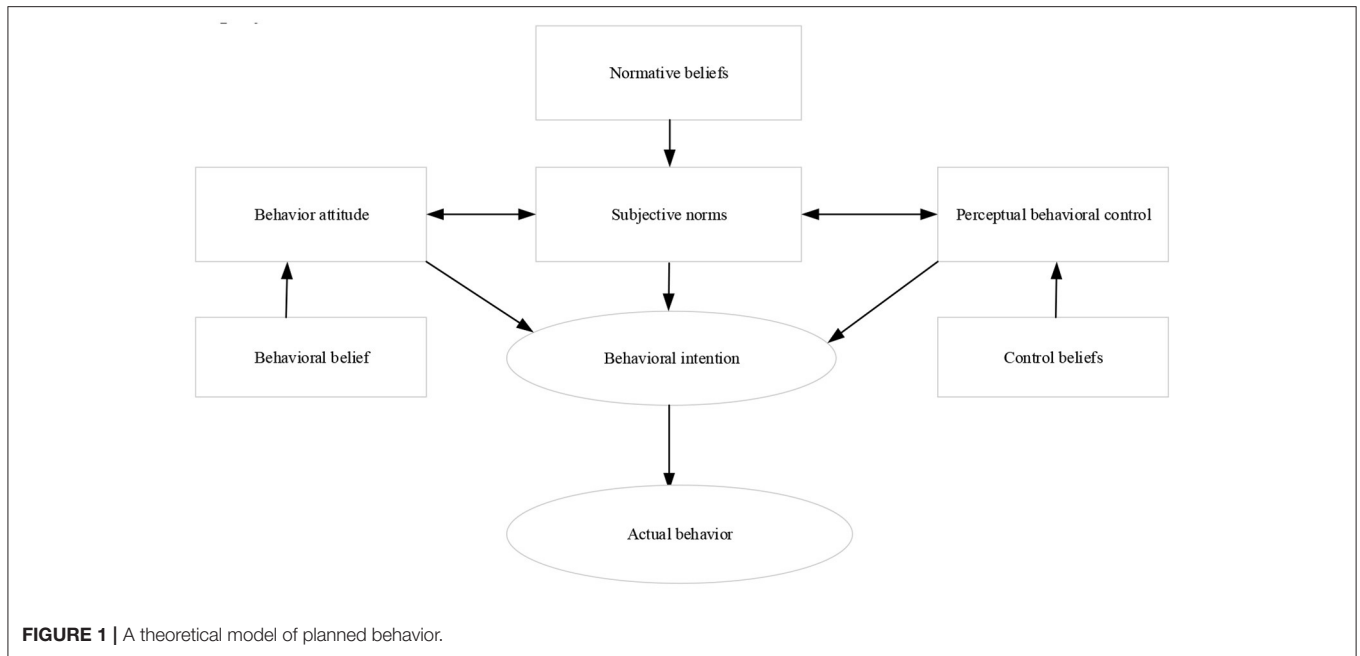 Normative beliefs
Behavior attitude
Subjective norms
Perceptual behavioral control
Behavioral belief
Behavioral intention
Control beliefs
Actual behavior
FIGURE 1 | A theoretical model of planned behavior.